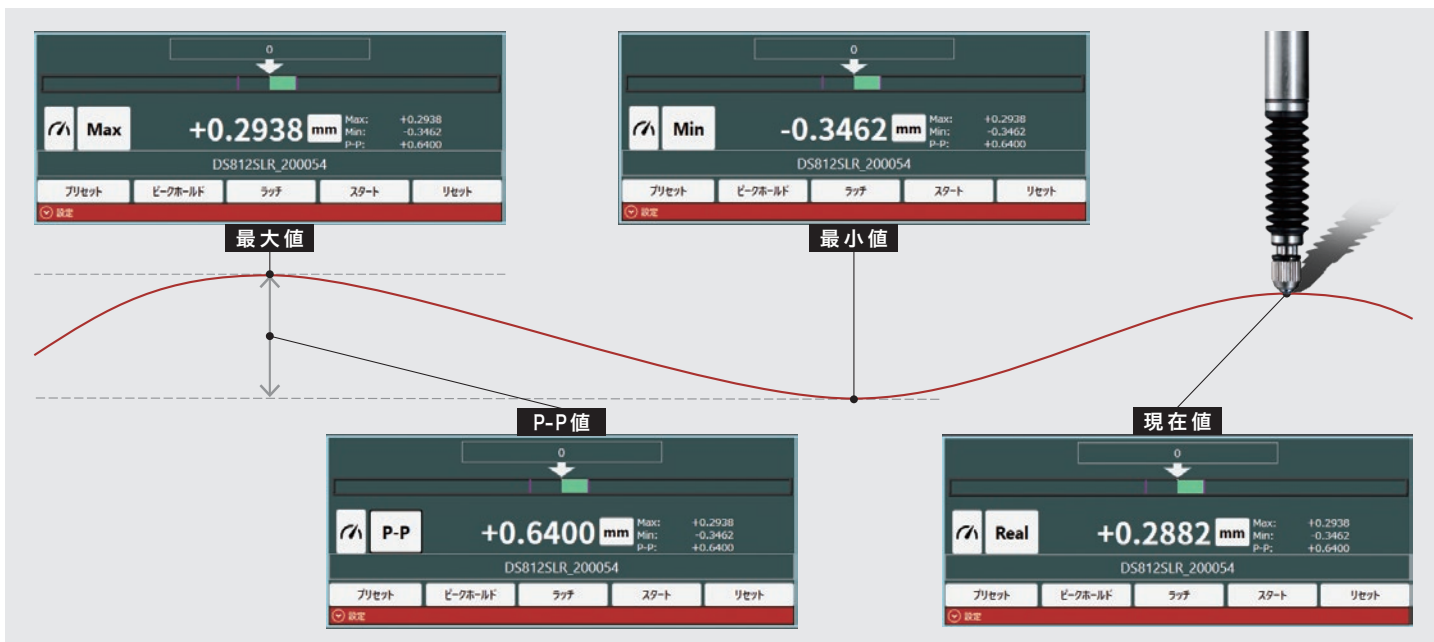 0
Max
+0.2938 mm
Max: +0.2938
Min: -0.3462
P-P: +0.6400
DS812SLR_200054
プリセット ピークホールド ラッチ スタート リセット
設定
最大値
0
Min
-0.3462 mm
Max: +0.2938
Min: -0.3462
P-P: +0.6400
DS812SLR_200054
プリセット ピークホールド ラッチ スタート リセット
設定
最小値
P-P値
0
P-P
+0.6400 mm
Max: +0.2938
Min: -0.3462
P-P: +0.6400
DS812SLR_200054
プリセット ピークホールド ラッチ スタート リセット
設定
現在値
0
Real
+0.2882 mm
Max: +0.2938
Min: -0.3462
P-P: +0.6400
DS812SLR_200054
プリセット ピークホールド ラッチ スタート リセット
設定